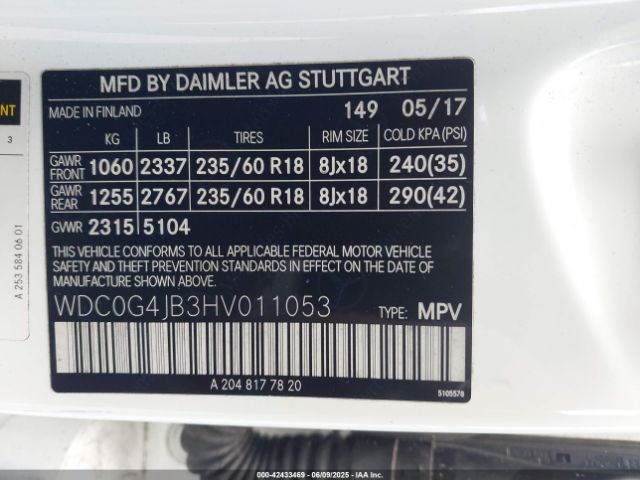 MFD BY DAIMLER AG STUTTGART
MADE IN FINLAND 149 05/17
KG LB TIRES RIM SIZE COLD KPA (PSI)
GAWR FRONT 1060 2337 235/60 R18 8Jx18 240(35)
GAWR REAR 1255 2767 235/60 R18 8Jx18 290(42)
GVWR 2315 5104
THIS VEHICLE CONFORMS TO ALL APPLICABLE FEDERAL MOTOR VEHICLE
SAFETY AND THEFT PREVENTION STANDARDS IN EFFECT ON THE DATE
OF MANUFACTURE SHOWN ABOVE.
WDC0G4JB3HV011053 TYPE: MPV
A 204 817 78 20
5105578
NT
3
A 253 584 06 01
000-42433469 - 06/09/2025 - IAAI.COM